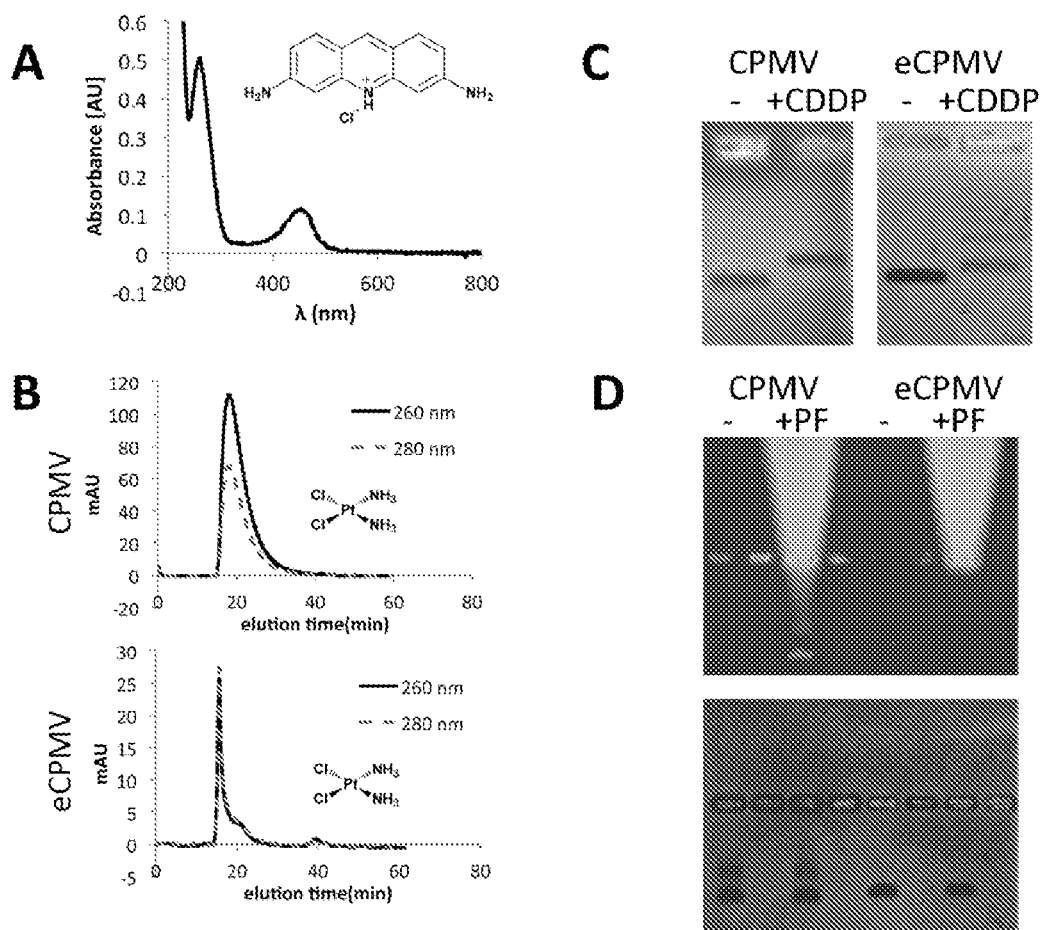 A
Absorbance [AU]
0.6
0.5
0.4
0.3
0.2
0.1
0
-0.1
200
400
600
800
λ (nm)
H₂N
N
+
H
Cl⁻
NH₂
B
CPMV
mAU
120
100
80
60
40
20
0
-20
0
20
40
60
80
elution time(min)
260 nm
280 nm
Cl
NH₃
Pt
Cl
NH₃
eCPMV
mAU
30
25
20
15
10
5
0
-5
0
20
40
60
80
elution time(min)
260 nm
280 nm
Cl
NH₃
Pt
Cl
NH₃
C
CPMV eCPMV
- +CDDP - +CDDP
D
CPMV eCPMV
- +PF - +PF